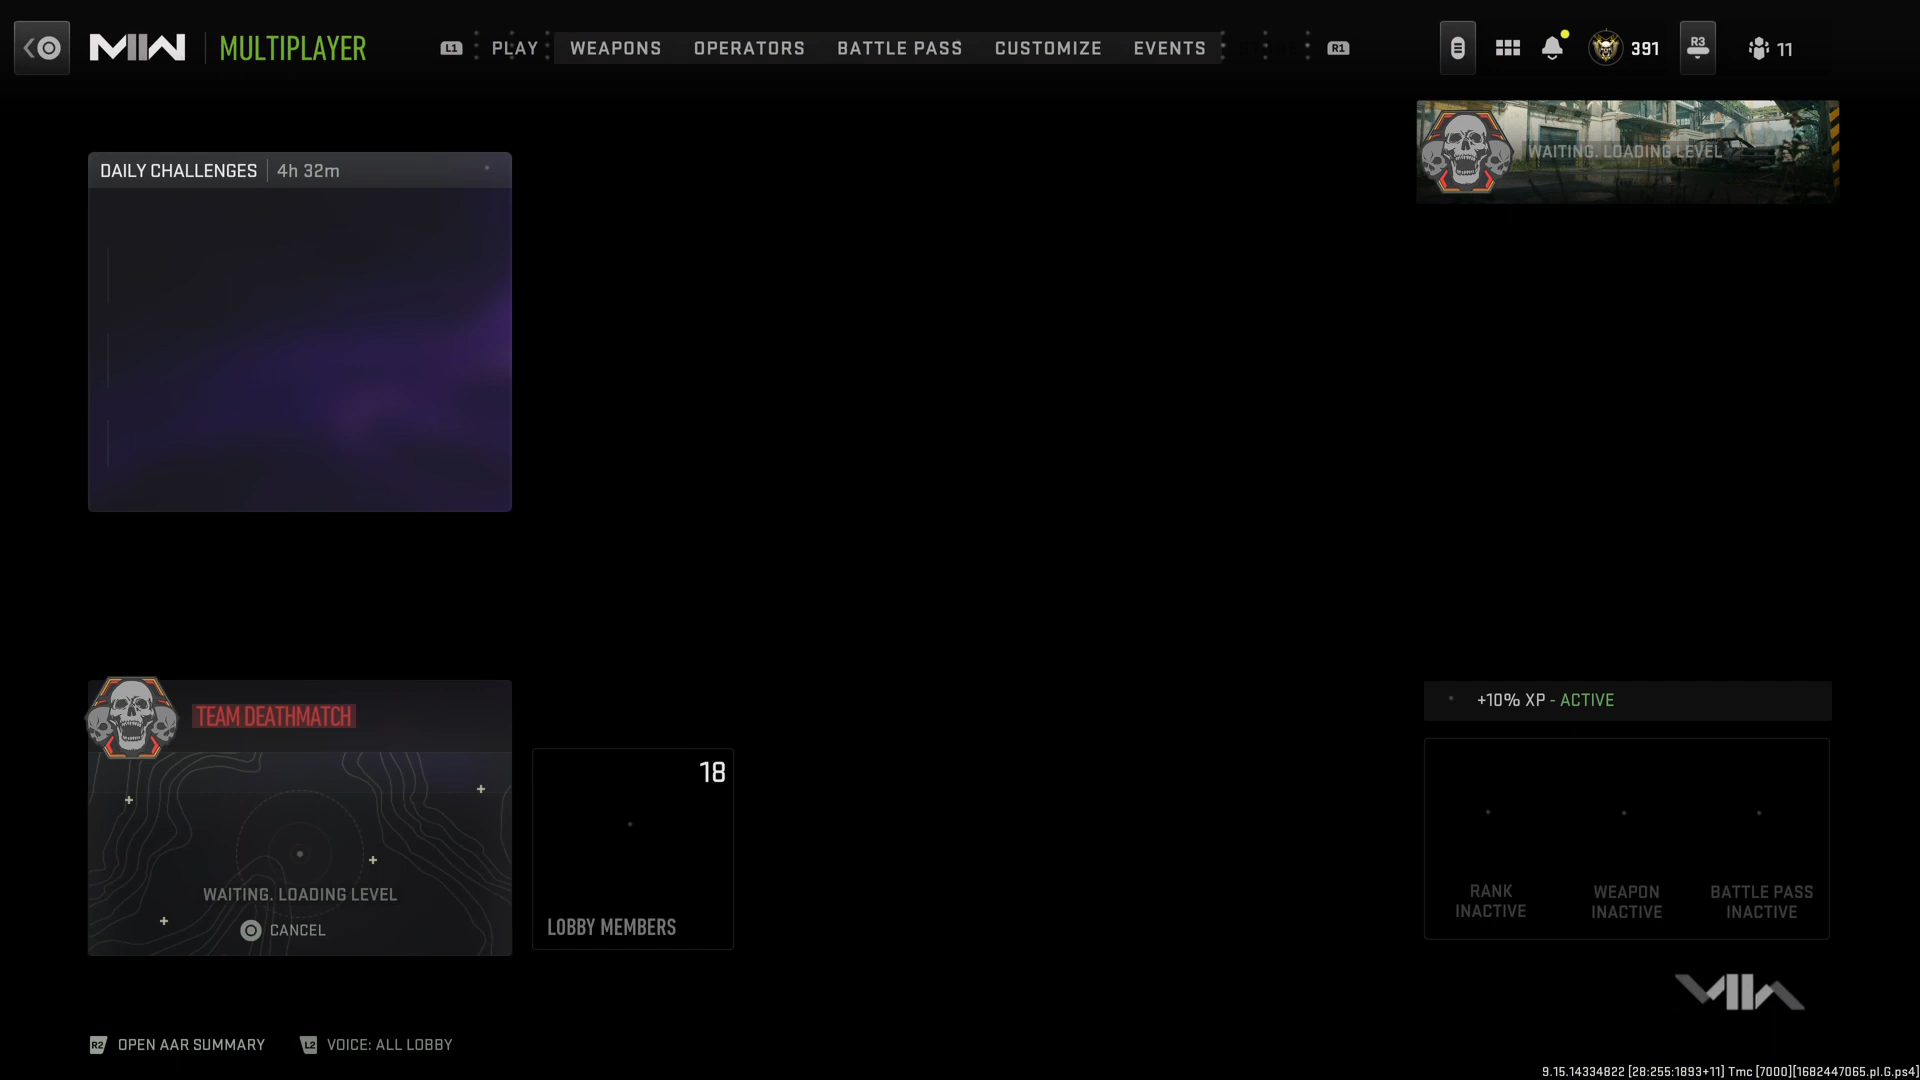 MW MULTIPLAYER L1 PLAY WEAPONS OPERATORS BATTLE PASS CUSTOMIZE EVENTS R1 391 R3 11
WAITING. LOADING LEVEL
DAILY CHALLENGES 4h 32m
TEAM DEATHMATCH
WAITING. LOADING LEVEL
CANCEL
18
LOBBY MEMBERS
+10% XP - ACTIVE
RANK
INACTIVE
WEAPON
INACTIVE
BATTLE PASS
INACTIVE
R2 OPEN AAR SUMMARY L2 VOICE: ALL LOBBY
9.15.14334822 [28:255:1893+11] Tmc [7000][1682447065.pl.G.ps4]